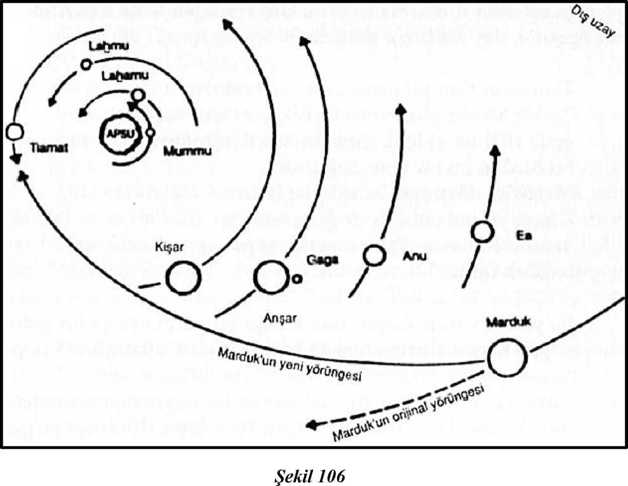 Dış uzay
Lahmu
Lahamu
Tiamat
APSU
Mummu
Kişar
Gaga
Anşar
Anu
Ea
Marduk
Marduk'un yeni yörüngesi
Marduk'un orijinal yörüngesi
Şekil 106